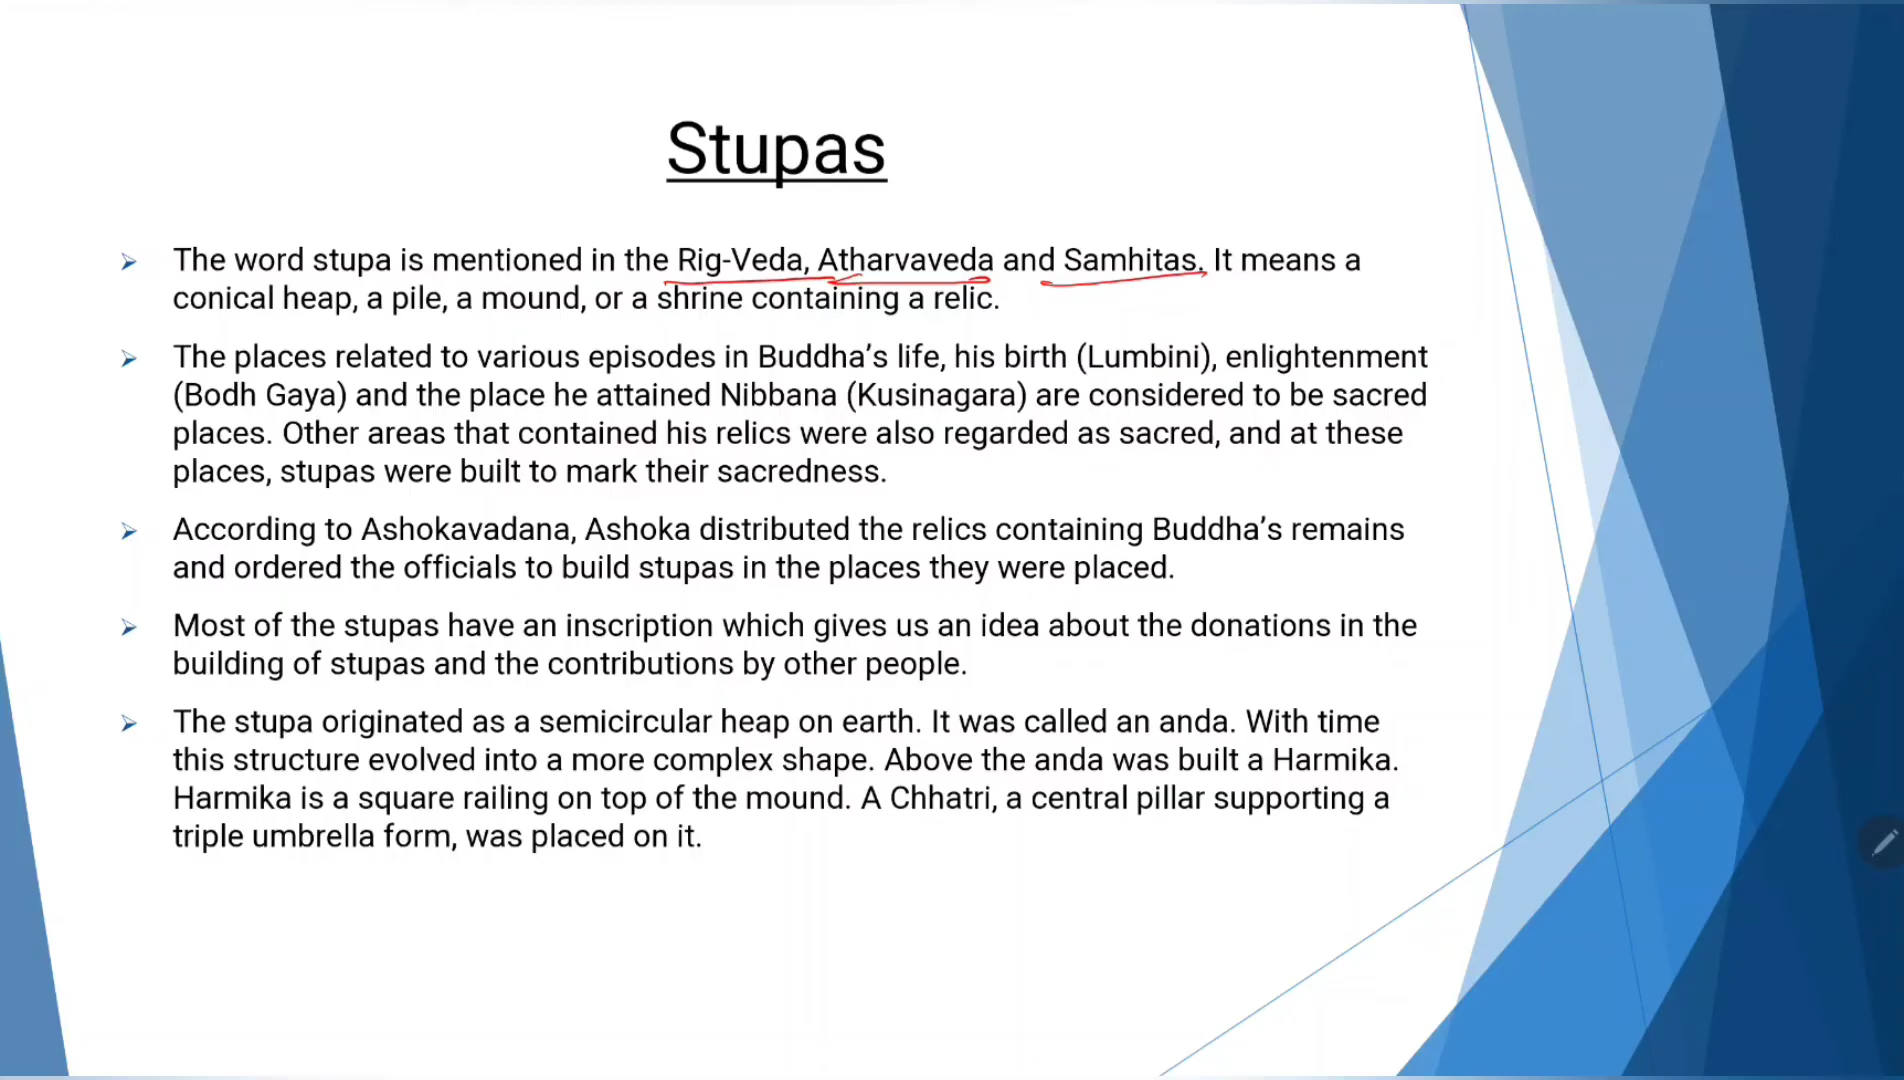 Stupas
The word stupa is mentioned in the Rig-Veda, Atharvaveda and Samhitas. It means a
conical heap, a pile, a mound, or a shrine containing a relic.
The places related to various episodes in Buddha’s life, his birth (Lumbini), enlightenment
(Bodh Gaya) and the place he attained Nibbana (Kusinagara) are considered to be sacred
places. Other areas that contained his relics were also regarded as sacred, and at these
places, stupas were built to mark their sacredness.
According to Ashokavadana, Ashoka distributed the relics containing Buddha’s remains
and ordered the officials to build stupas in the places they were placed.
Most of the stupas have an inscription which gives us an idea about the donations in the
building of stupas and the contributions by other people.
The stupa originated as a semicircular heap on earth. It was called an anda. With time
this structure evolved into a more complex shape. Above the anda was built a Harmika.
Harmika is a square railing on top of the mound. A Chhatri, a central pillar supporting a
triple umbrella form, was placed on it.